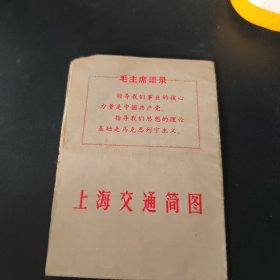 毛主席语录
领导我们事业的核心
力量是中国共产党。
指导我们思想的理论
基础是马克思列宁主义。
上海交通简图